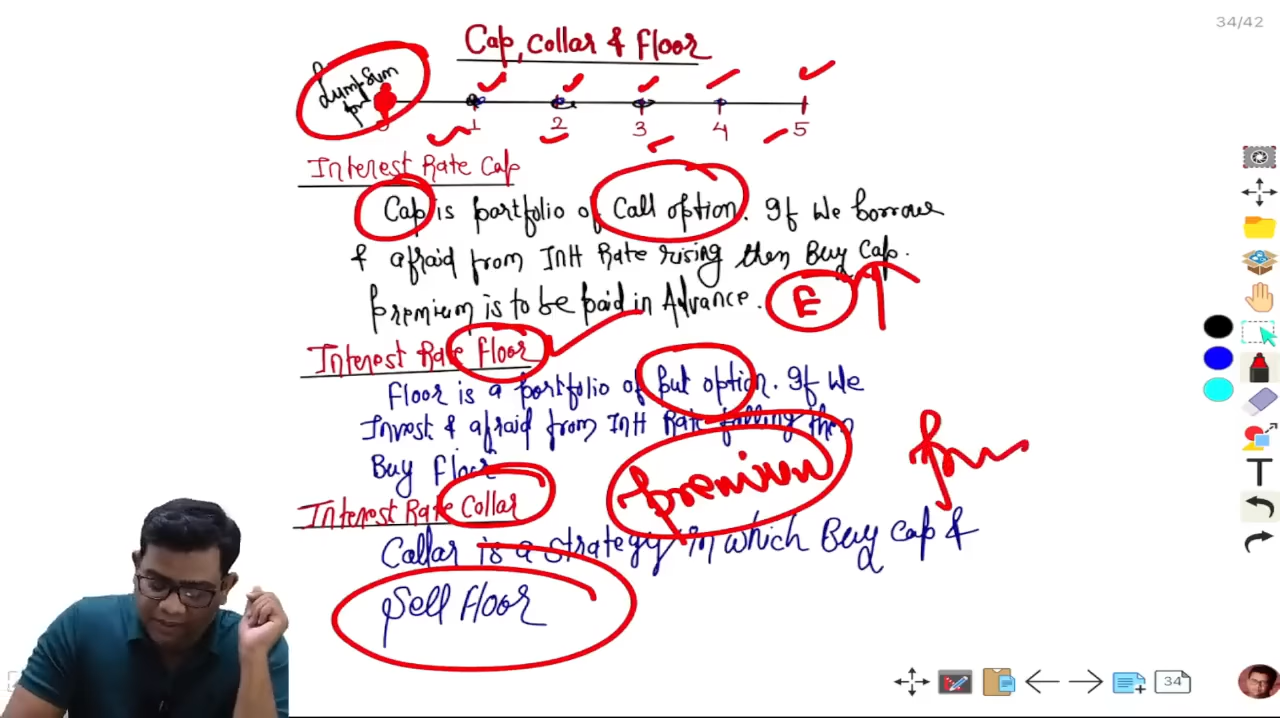 34/42
Cap, Collar & Floor
Lumpsum
0 1 2 3 4 5
Interest Rate Cap
Cap is portfolio of Call option. If We borrow
& afraid from Int Rate rising then Buy Cap.
Premium is to be paid in Advance. E
Interest Rate Floor
Floor is a portfolio of Put option. If We
Invest & afraid from Int Rate falling then
Buy Floor
premium
Interest Rate Collar
Collar is a strategy in which Buy Cap &
Sell Floor
T
34